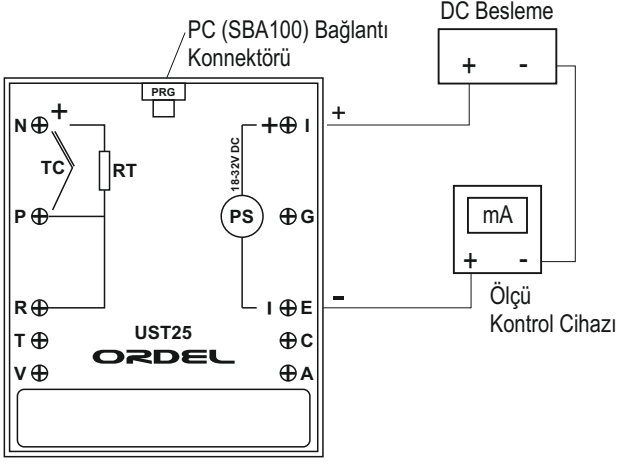 DC Besleme
PC (SBA100) Bağlantı
Konnektörü
+ -
PRG
N + + I +
TC RT 18-32V DC
P PS G
mA
+ -
R I E -
Ölçü
Kontrol Cihazı
T UST25 C
ORDEL
V A